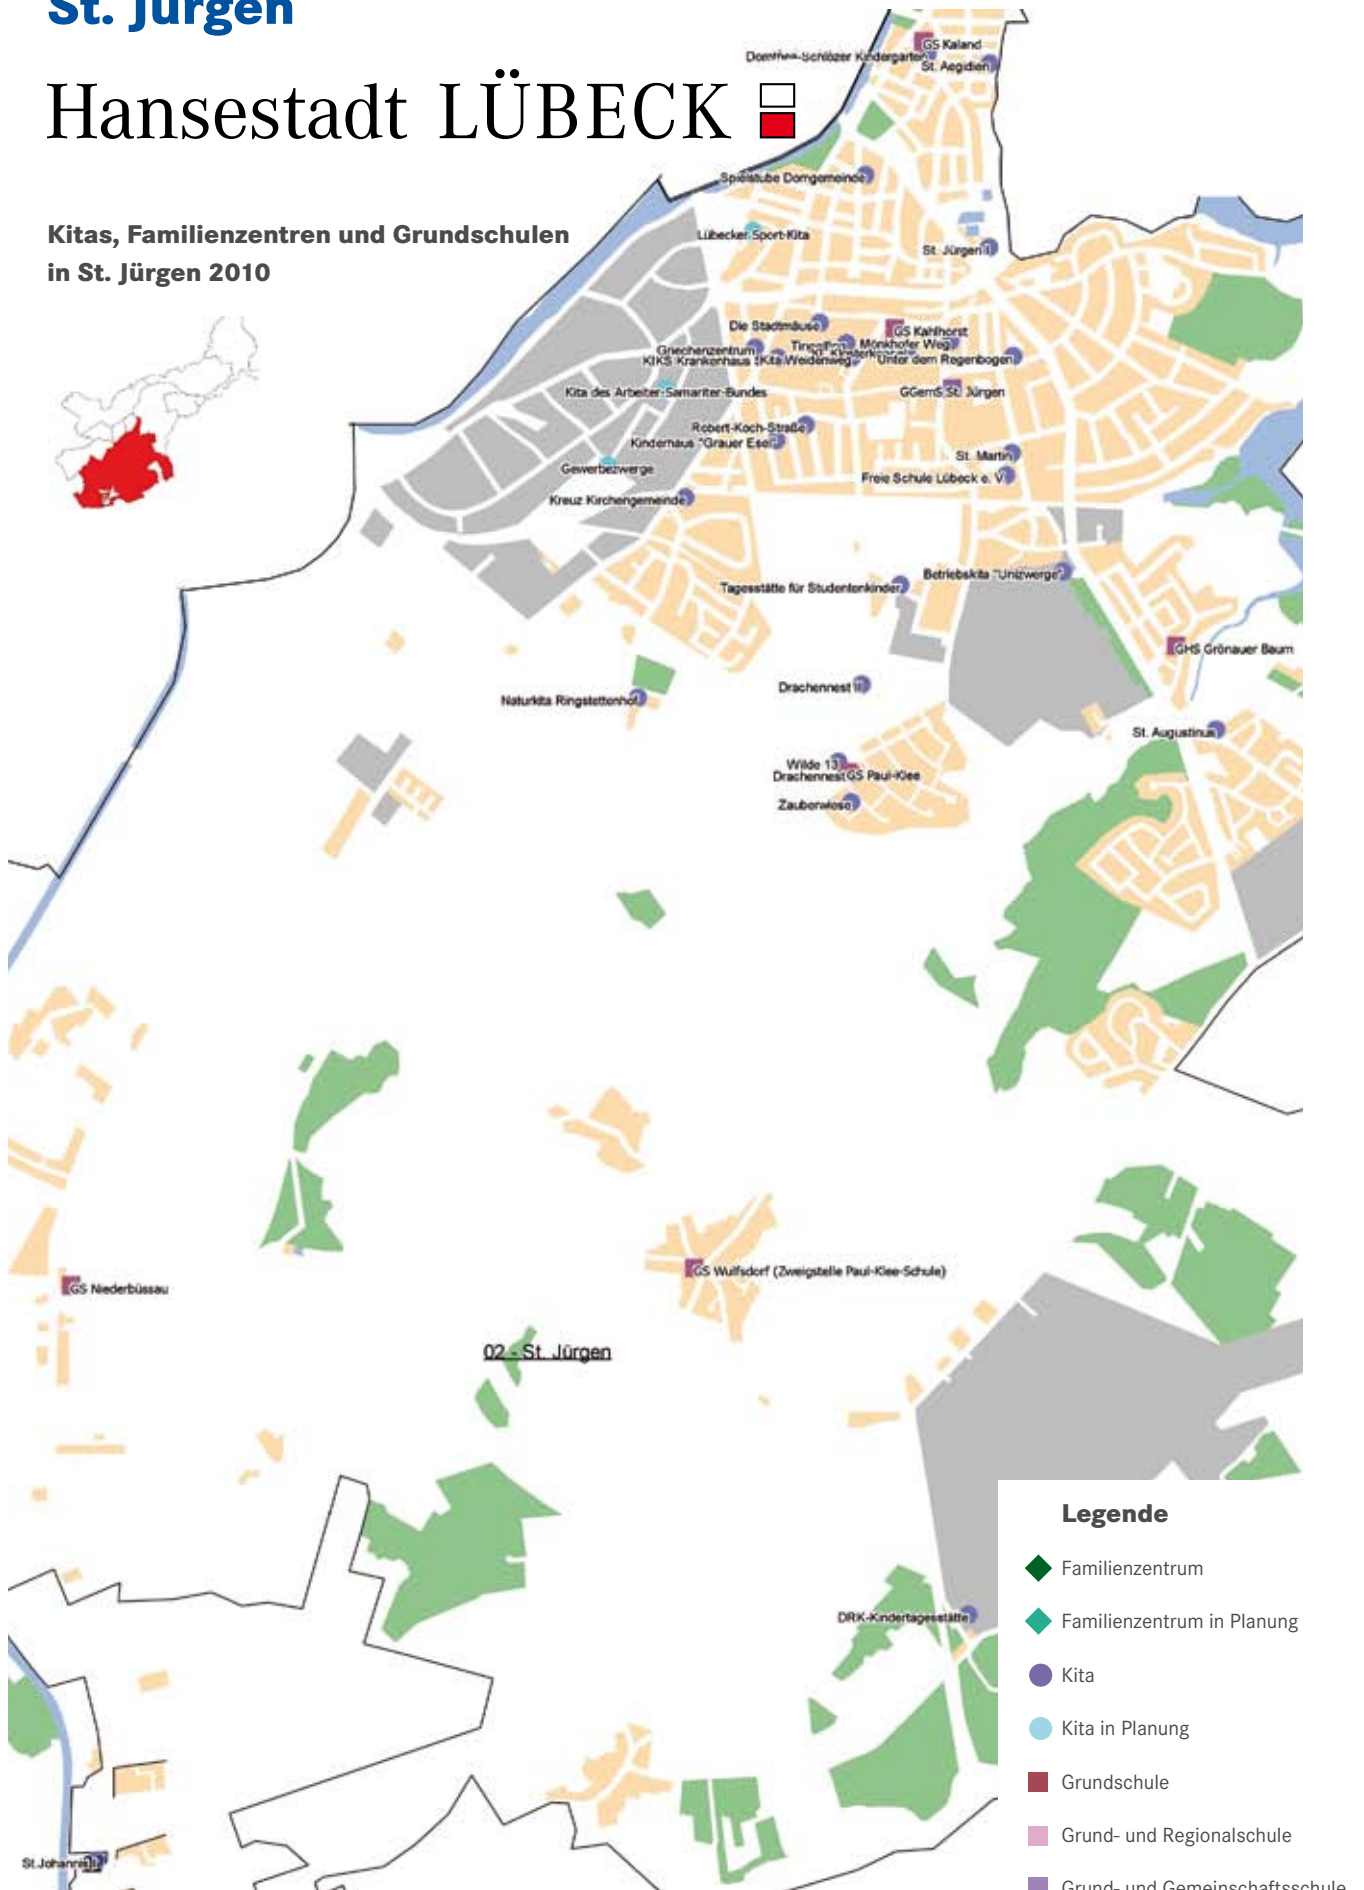 St. Jürgen
Hansestadt LÜBECK
Kitas, Familienzentren und Grundschulen
in St. Jürgen 2010
GS Kaland
Dorothea-Schlözer Kindergarten
St. Aegidien
Spielstube Domgemeinde
Lübecker Sport-Kita
St. Jürgen
Die Stadtmäuse
GS Kahlhorst
Mönkhofer Weg
Griechenzentrum
KIKS Krankenhaus
Kita Weidenweg
Unter dem Regenbogen
Kita des Arbeiter-Samariter-Bundes
GGemS St. Jürgen
Robert-Koch-Straße
Kinderhaus "Grauer Esel"
St. Martin
Gewerbezwerge
Freie Schule Lübeck e. V.
Kreuz Kirchengemeinde
Betriebskita "Unizwerge"
Tagesstätte für Studentenkinder
GHS Grönauer Baum
Drachennest II
Naturkita Ringstettenhof
St. Augustinus
Wilde 13
Drachennest GS Paul-Klee
Zauberwiese
GS Wulfsdorf (Zweigstelle Paul-Klee-Schule)
GS Niederbüssau
02 - St. Jürgen
DRK-Kindertagesstätte
St.Johannes
Legende
Familienzentrum
Familienzentrum in Planung
Kita
Kita in Planung
Grundschule
Grund- und Regionalschule
Grund- und Gemeinschaftsschule